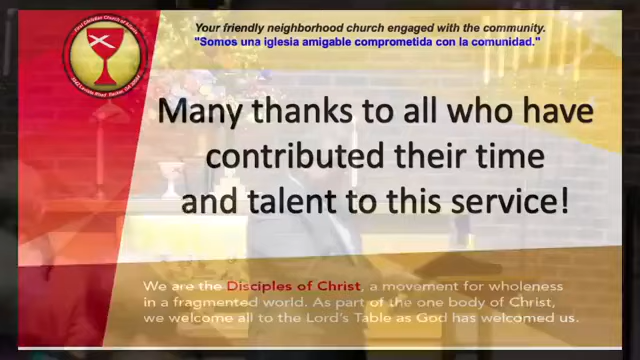 Your friendly neighborhood church engaged with the community.
"Somos una iglesia amigable comprometida con la comunidad."
Many thanks to all who have
contributed their time
and talent to this service!
We are the Disciples of Christ, a movement for wholeness
in a fragmented world. As part of the one body of Christ,
we welcome all to the Lord's Table as God has welcomed us.